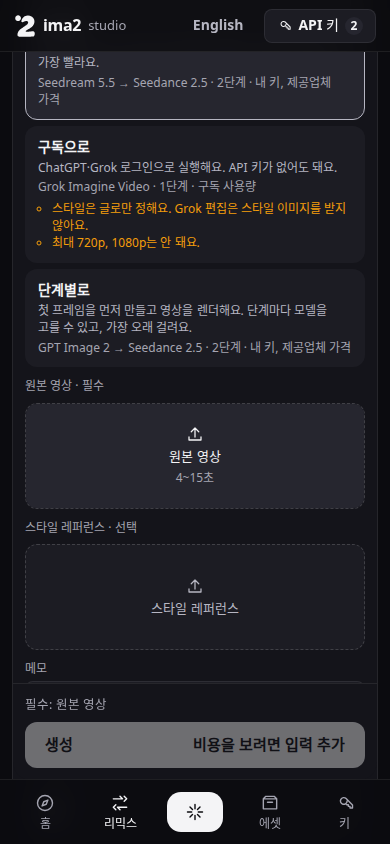 ima2 studio
English
API 키 2
가장 빨라요.
Seedream 5.5 → Seedance 2.5 · 2단계 · 내 키, 제공업체
가격
구독으로
ChatGPT·Grok 로그인으로 실행해요. API 키가 없어도 돼요.
Grok Imagine Video · 1단계 · 구독 사용량
스타일은 글로만 정해요. Grok 편집은 스타일 이미지를 받지
않아요.
최대 720p, 1080p는 안 돼요.
단계별로
첫 프레임을 먼저 만들고 영상을 렌더해요. 단계마다 모델을
고를 수 있고, 가장 오래 걸려요.
GPT Image 2 → Seedance 2.5 · 2단계 · 내 키, 제공업체 가격
원본 영상 · 필수
원본 영상
4~15초
스타일 레퍼런스 · 선택
스타일 레퍼런스
메모
필수: 원본 영상
생성 비용을 보려면 입력 추가
홈
리믹스
에셋
키